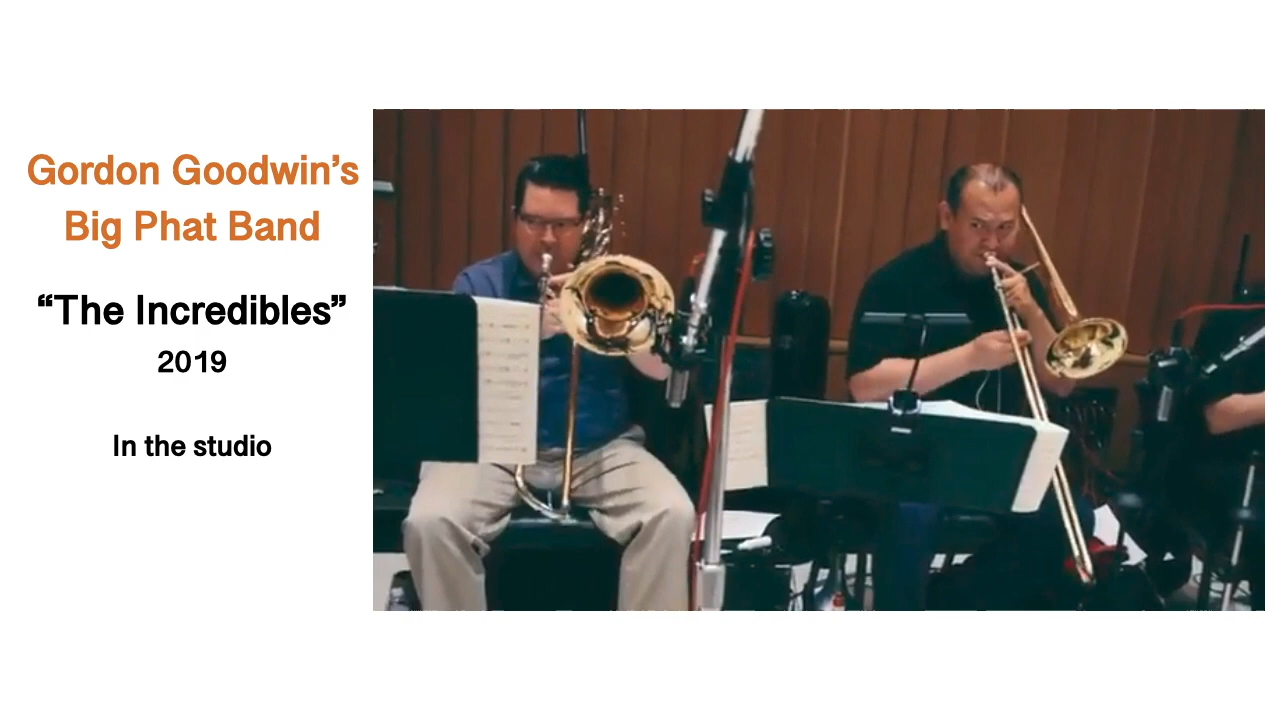 Gordon Goodwin’s
Big Phat Band
“The Incredibles”
2019
In the studio